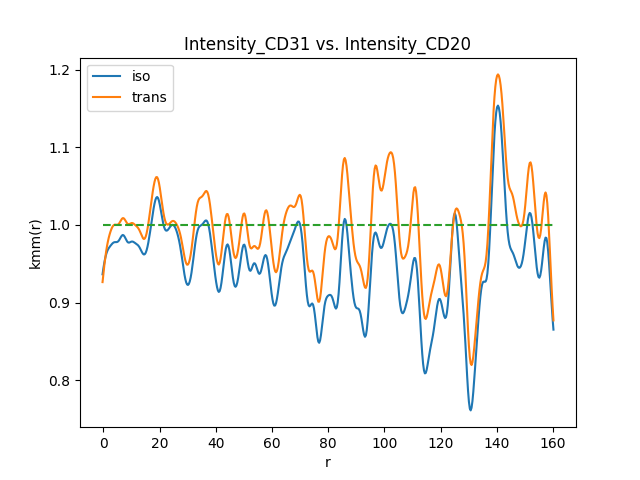 Intensity_CD31 vs. Intensity_CD20
iso
trans
kmm(r)
1.2
1.1
1.0
0.9
0.8
0 20 40 60 80 100 120 140 160
r